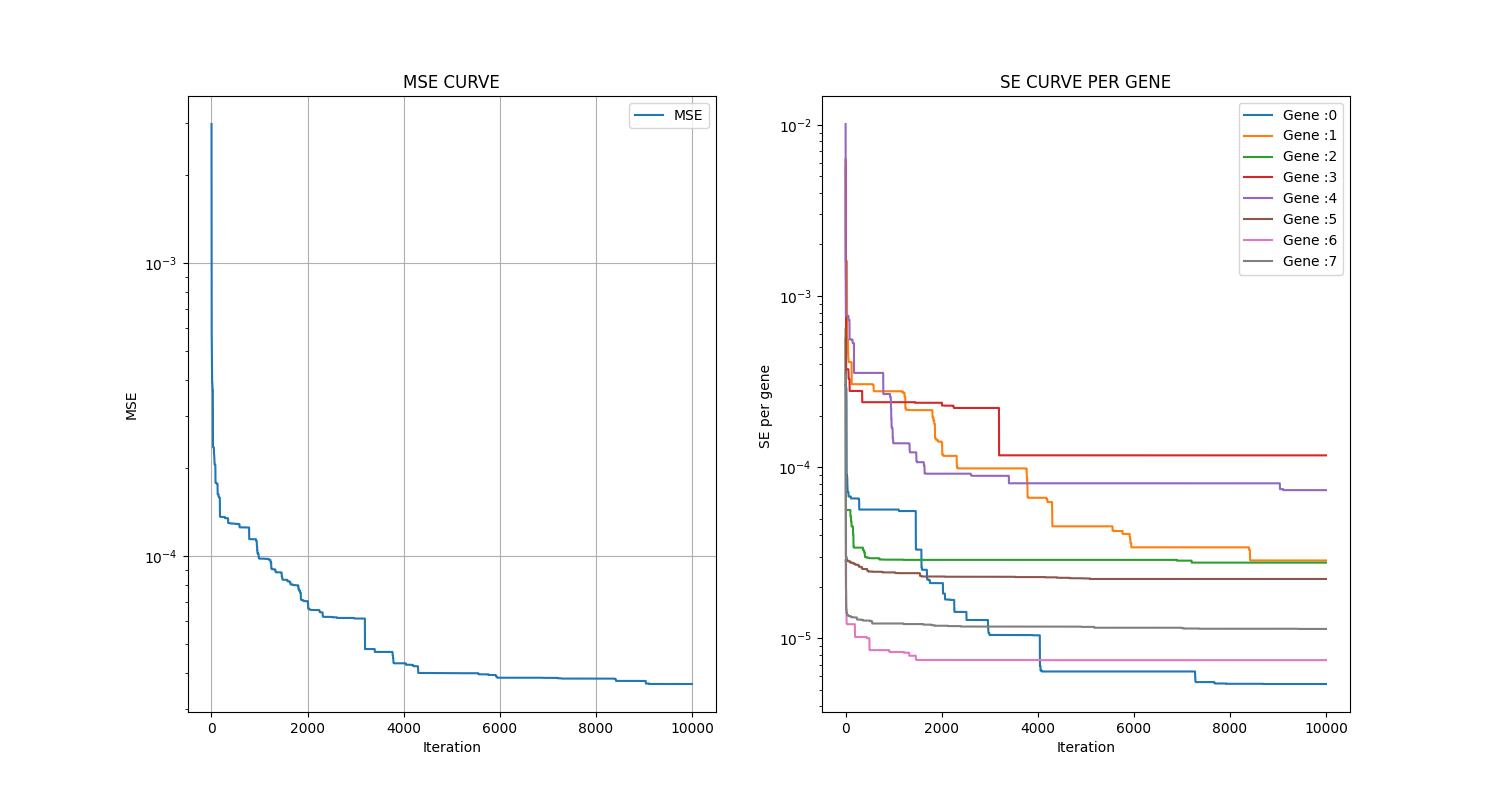 MSE CURVE
MSE
10⁻³
10⁻⁴
MSE
0 2000 4000 6000 8000 10000
Iteration
SE CURVE PER GENE
Gene :0
Gene :1
Gene :2
Gene :3
Gene :4
Gene :5
Gene :6
Gene :7
10⁻²
10⁻³
10⁻⁴
10⁻⁵
SE per gene
0 2000 4000 6000 8000 10000
Iteration